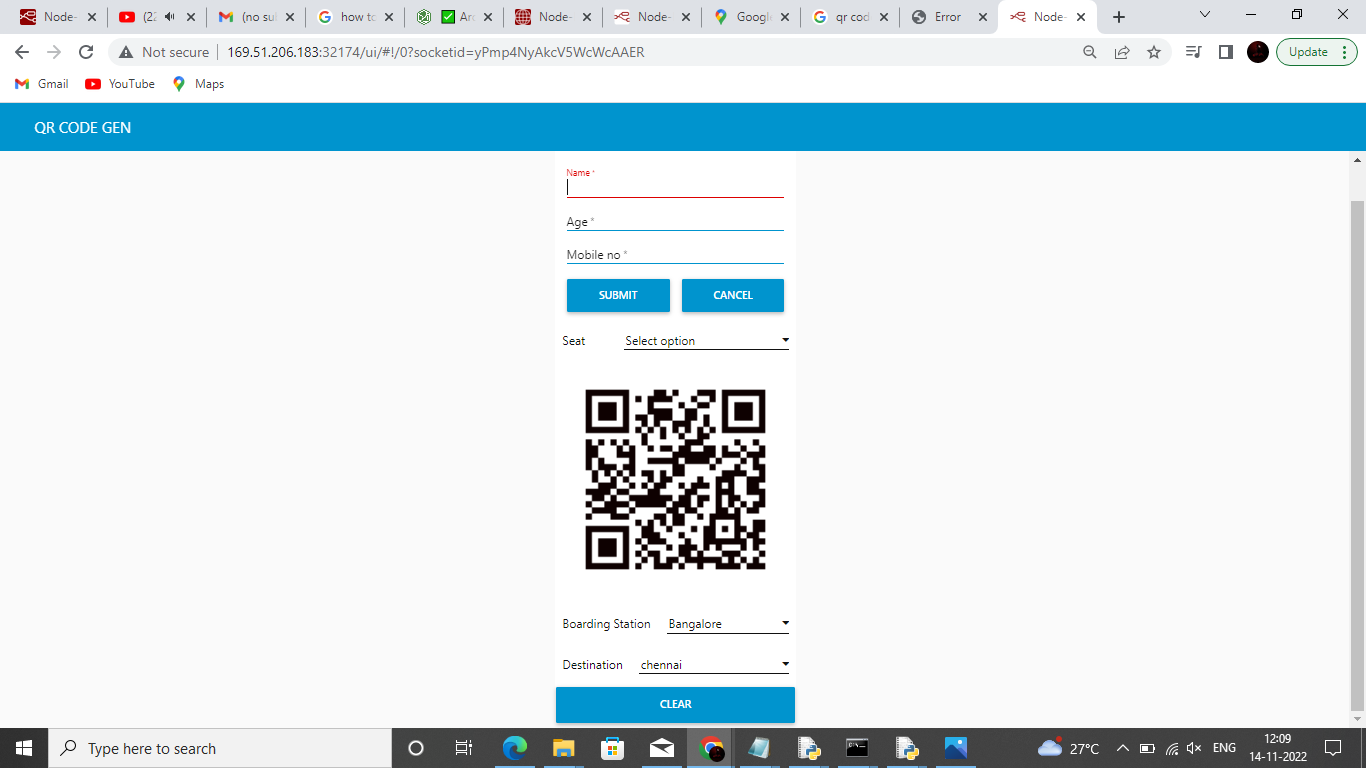 Node-
(22
(no sul
how to
Arc
Node-
Node-
Google
qr cod
Error
Node-
Not secure 169.51.206.183:32174/ui/#!/0?socketid=yPmp4NyAkcV5WcWcAAER
Update
Gmail YouTube Maps
QR CODE GEN
Name *
Age *
Mobile no *
SUBMIT CANCEL
Seat Select option
Boarding Station Bangalore
Destination chennai
CLEAR
Type here to search
27°C ENG
12:09
14-11-2022